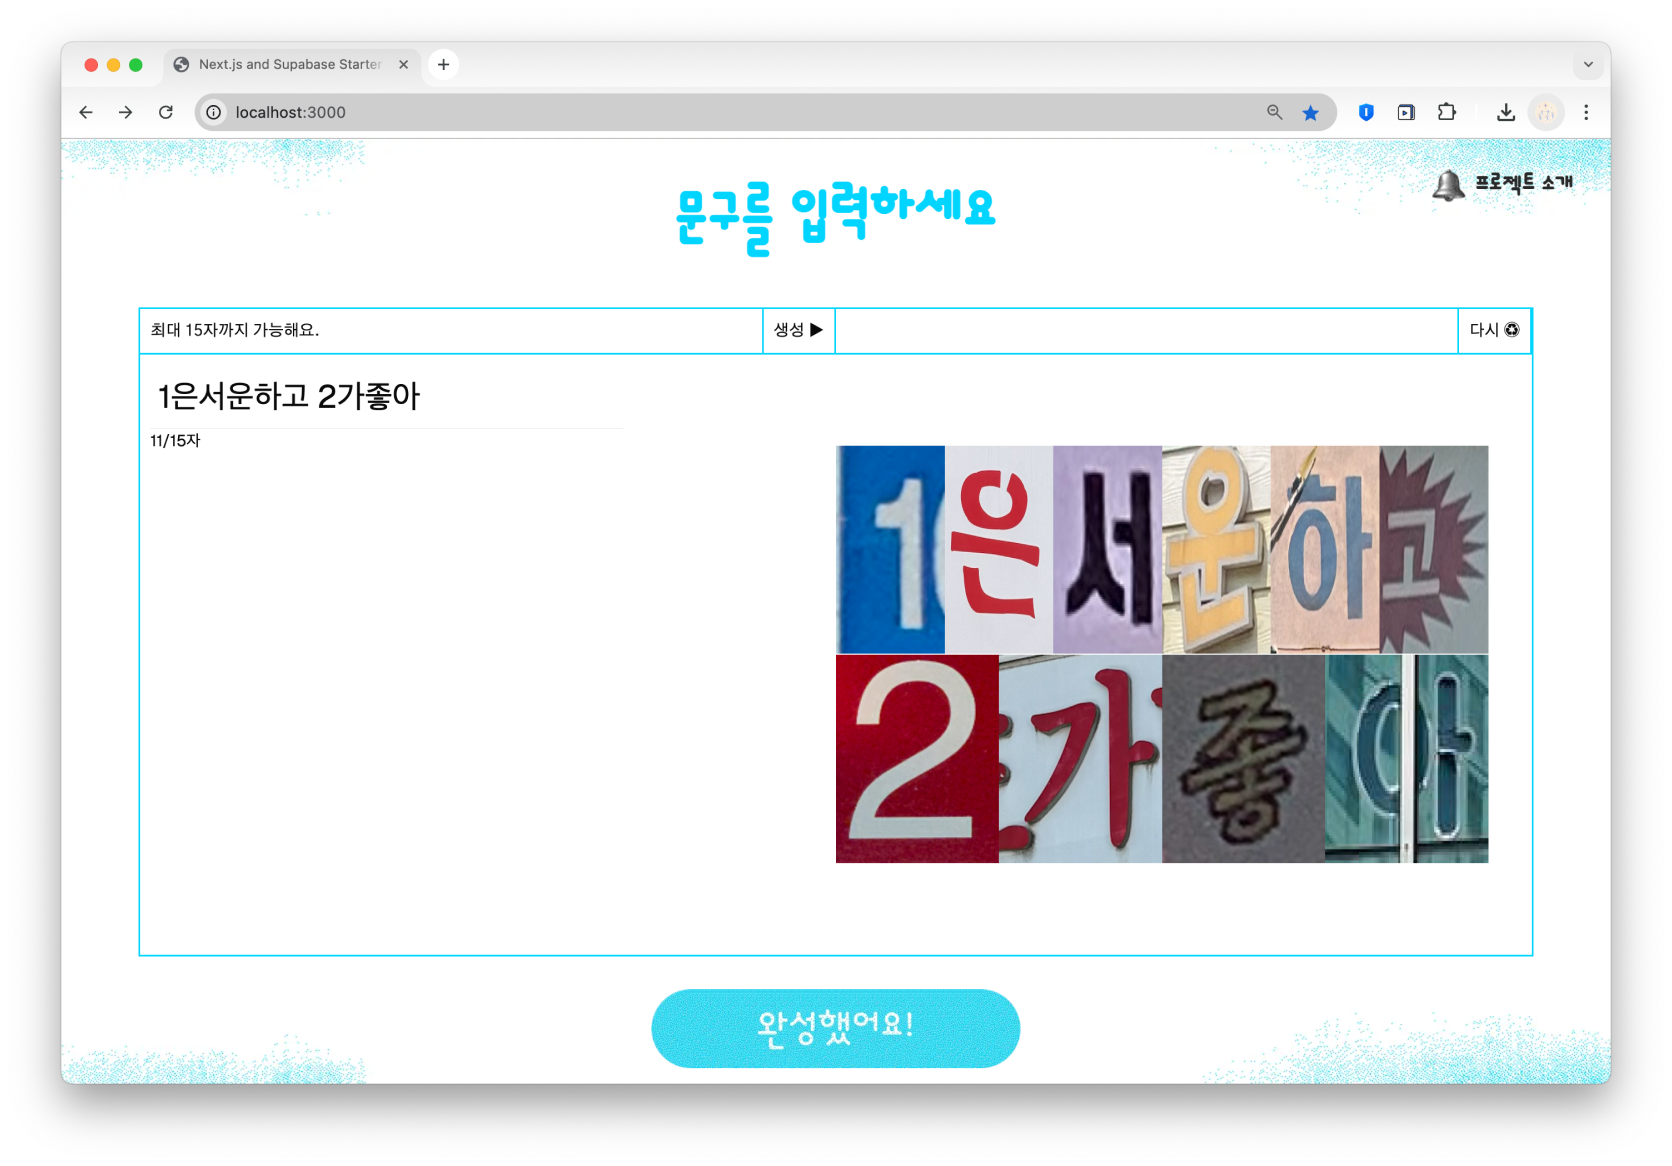 Next.js and Supabase Starter
localhost:3000
프로젝트 소개
문구를 입력하세요
최대 15자까지 가능해요.
생성 ▶
다시 ♻
1은서운하고 2가좋아
11/15자
1은서운하고
2가좋아
완성했어요!